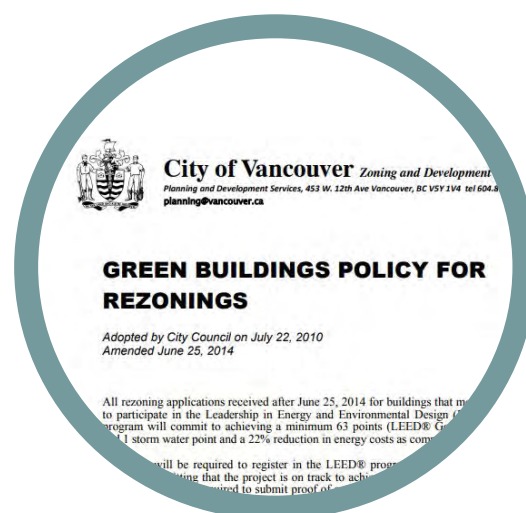 City of Vancouver Zoning and Development
Planning and Development Services, 453 W. 12th Ave Vancouver, BC V5Y 1V4 tel 604.8
planning@vancouver.ca
GREEN BUILDINGS POLICY FOR
REZONINGS
Adopted by City Council on July 22, 2010
Amended June 25, 2014
All rezoning applications received after June 25, 2014 for buildings that
to participate in the Leadership in Energy and Environmental Design
program will commit to achieving a minimum 63 points (LEED®
1 storm water point and a 22% reduction in energy costs as
will be required to register in the LEED®
that the project is on track to
to submit proof of